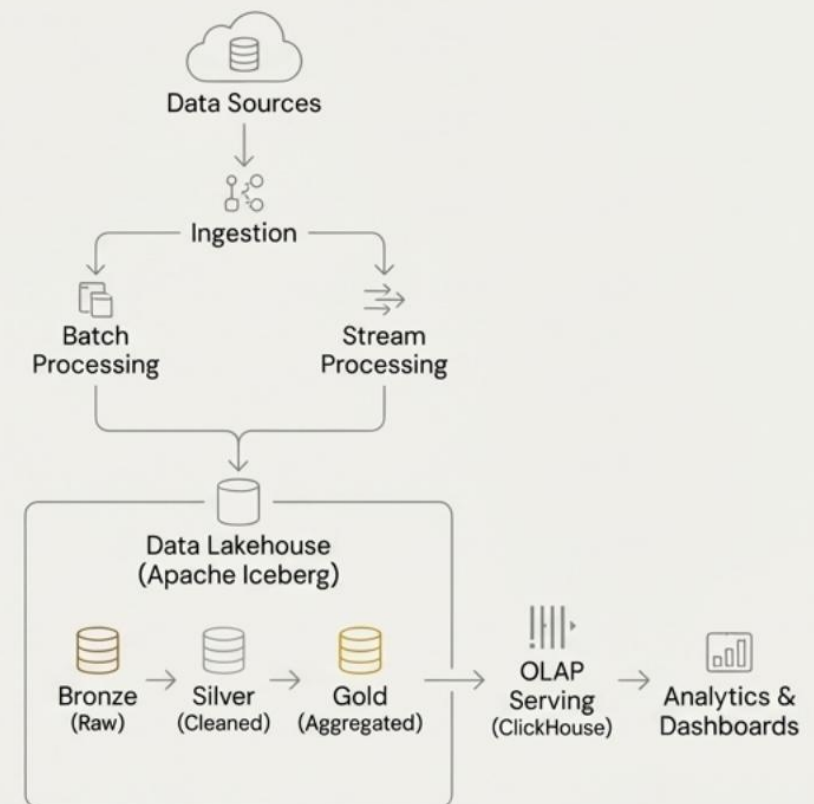 Data Sources
Ingestion
Batch
Processing
Stream
Processing
Data Lakehouse
(Apache Iceberg)
Bronze
(Raw)
Silver
(Cleaned)
Gold
(Aggregated)
OLAP
Serving
(ClickHouse)
Analytics &
Dashboards